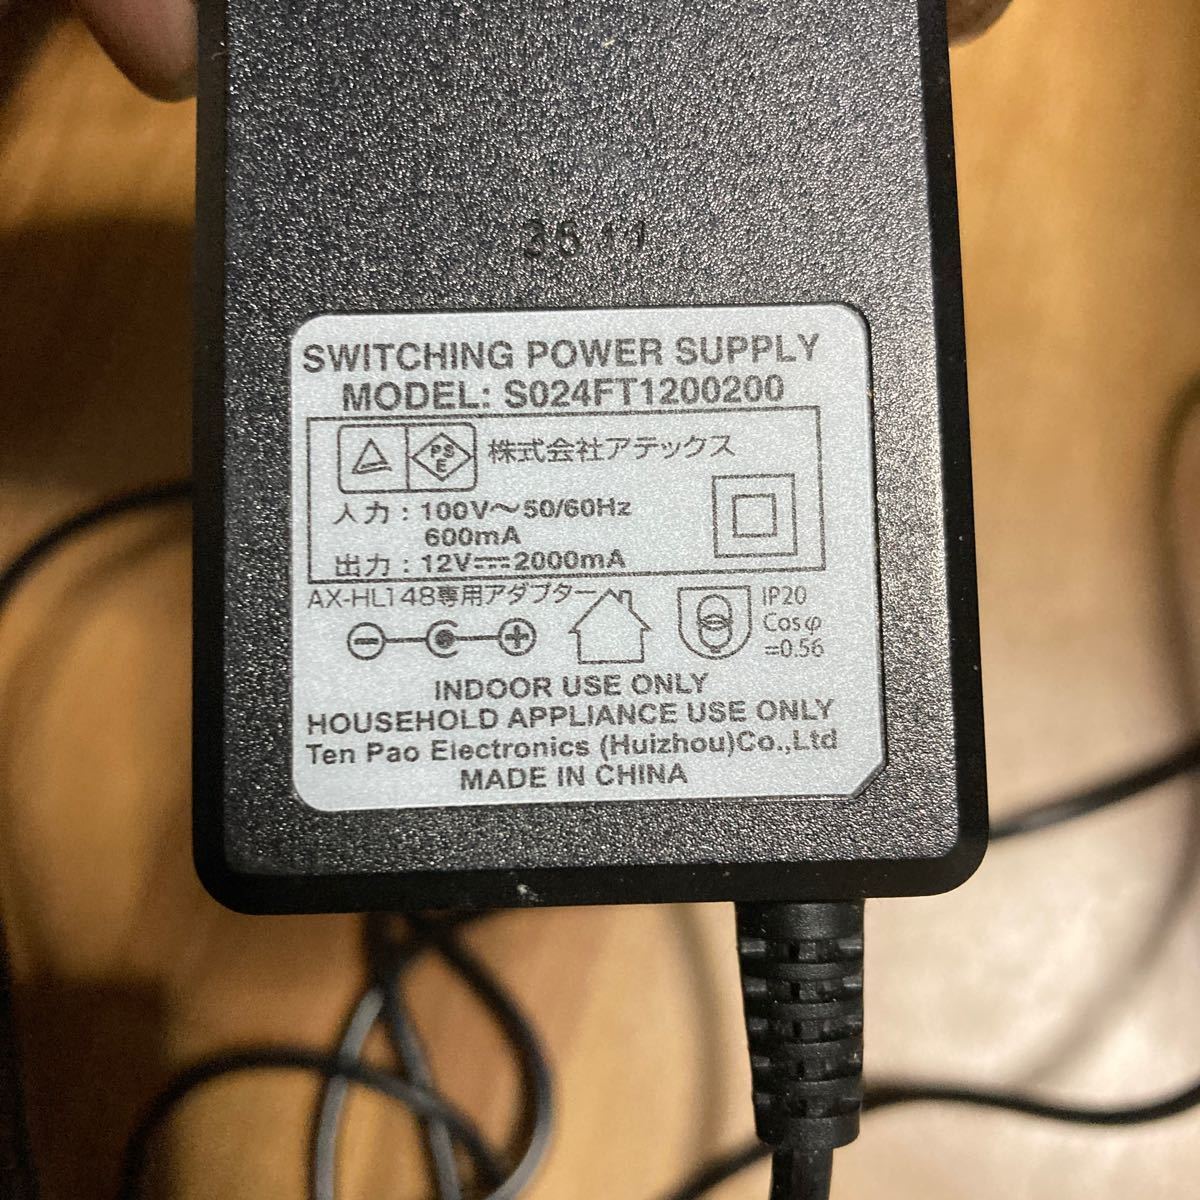 36 11
SWITCHING POWER SUPPLY
MODEL: S024FT1200200
PS
E
株式会社アテックス
入力：100V～50/60Hz
600mA
出力：12V⎓2000mA
AX-HL148専用アダプター
IP20
Cosφ
=0.56
INDOOR USE ONLY
HOUSEHOLD APPLIANCE USE ONLY
Ten Pao Electronics (Huizhou)Co.,Ltd
MADE IN CHINA